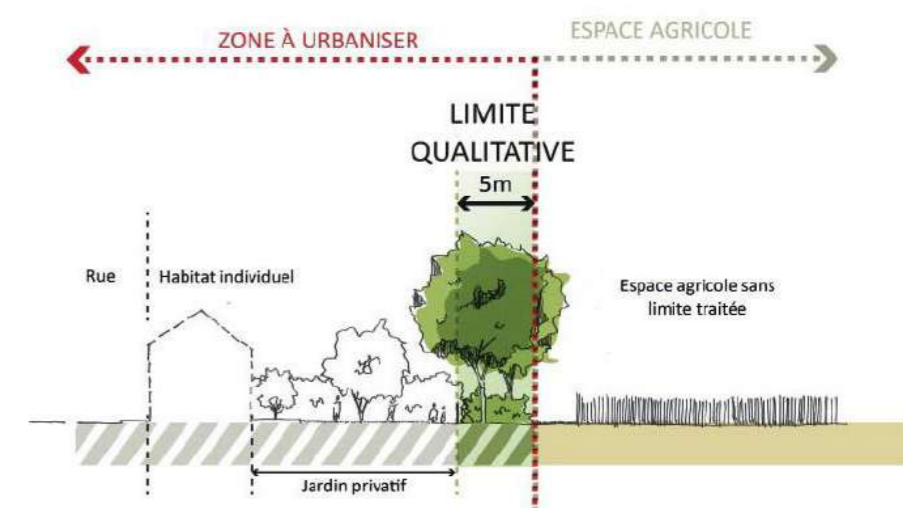 ZONE À URBANISER
ESPACE AGRICOLE
LIMITE
QUALITATIVE
5m
Rue
Habitat individuel
Espace agricole sans
limite traitée
Jardin privatif